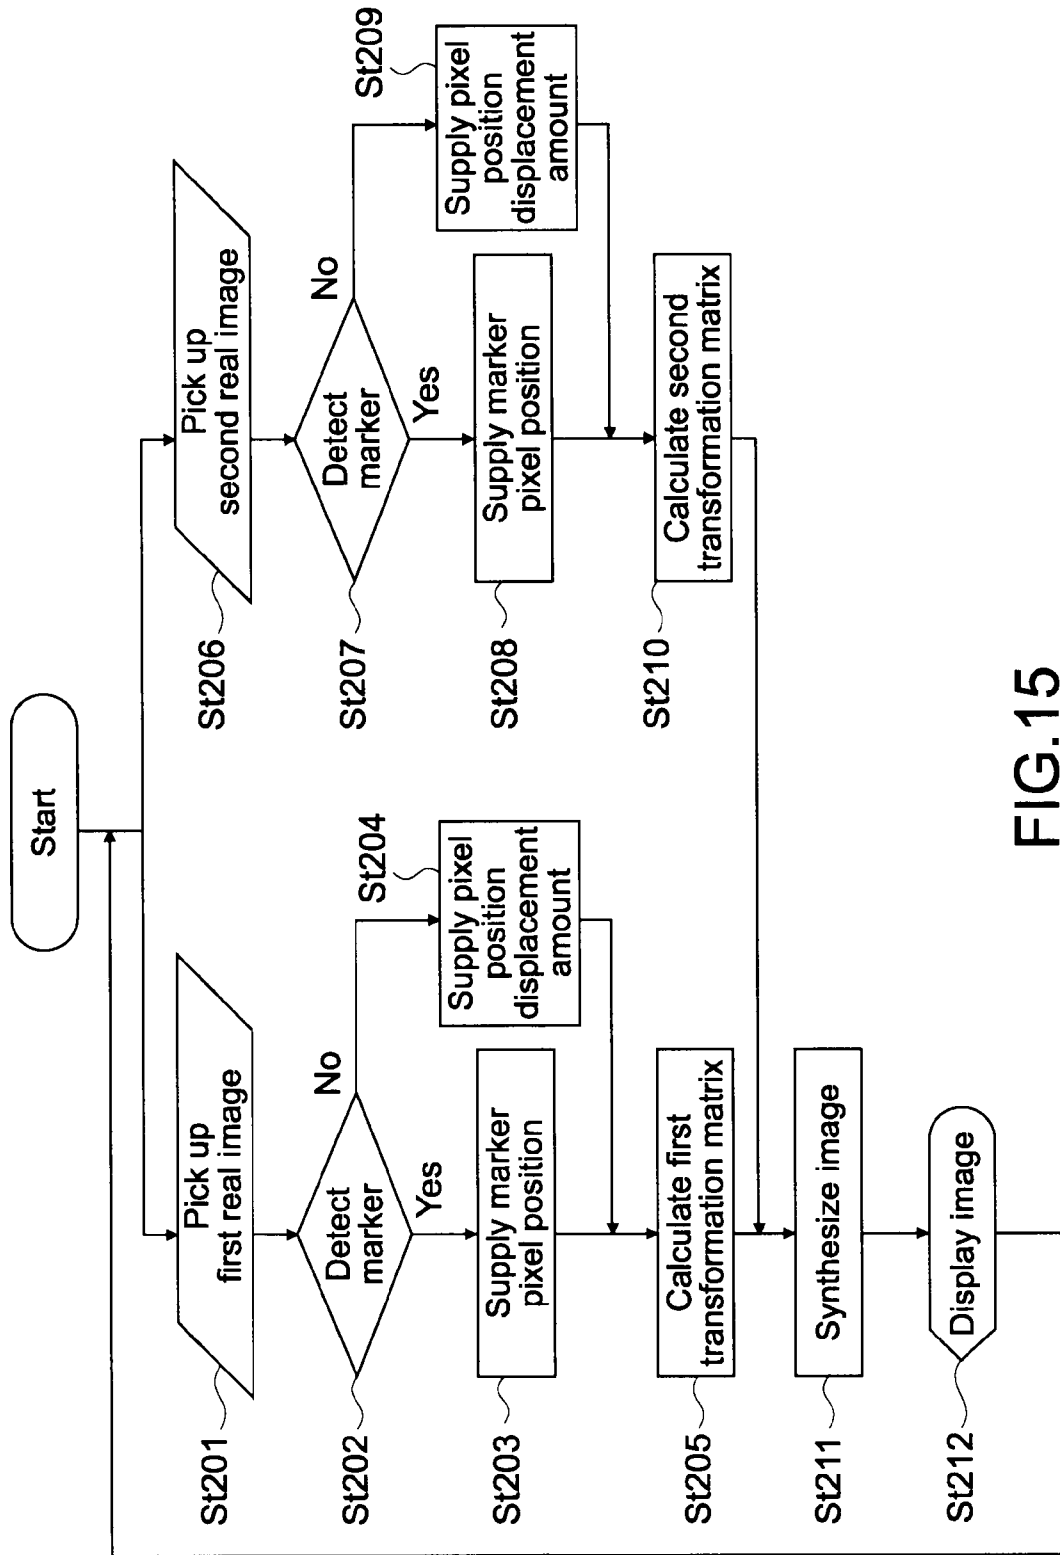 Start
St201
Pick up
first real image
St202
Detect
marker
No
Yes
St203
Supply marker
pixel position
St204
Supply pixel
position
displacement
amount
St205
Calculate first
transformation matrix
St206
Pick up
second real image
St207
Detect
marker
No
Yes
St208
Supply marker
pixel position
St209
Supply pixel
position
displacement
amount
St210
Calculate second
transformation matrix
St211
Synthesize image
St212
Display image
FIG.15